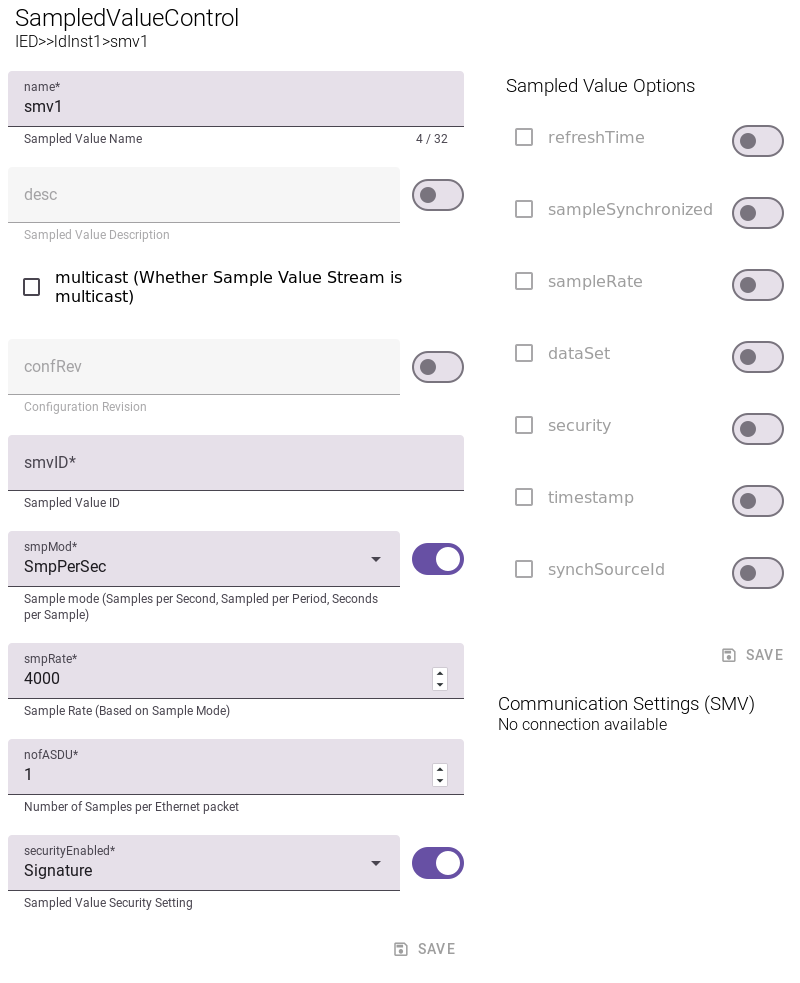 SampledValueControl
IED>>ldInst1>smv1
name*
smv1
Sampled Value Name
4 / 32
desc
Sampled Value Description
multicast (Whether Sample Value Stream is
multicast)
confRev
Configuration Revision
smvID*
Sampled Value ID
smpMod*
SmpPerSec
Sample mode (Samples per Second, Sampled per Period, Seconds
per Sample)
smpRate*
4000
Sample Rate (Based on Sample Mode)
nofASDU*
1
Number of Samples per Ethernet packet
securityEnabled*
Signature
Sampled Value Security Setting
SAVE
Sampled Value Options
refreshTime
sampleSynchronized
sampleRate
dataSet
security
timestamp
synchSourceId
SAVE
Communication Settings (SMV)
No connection available